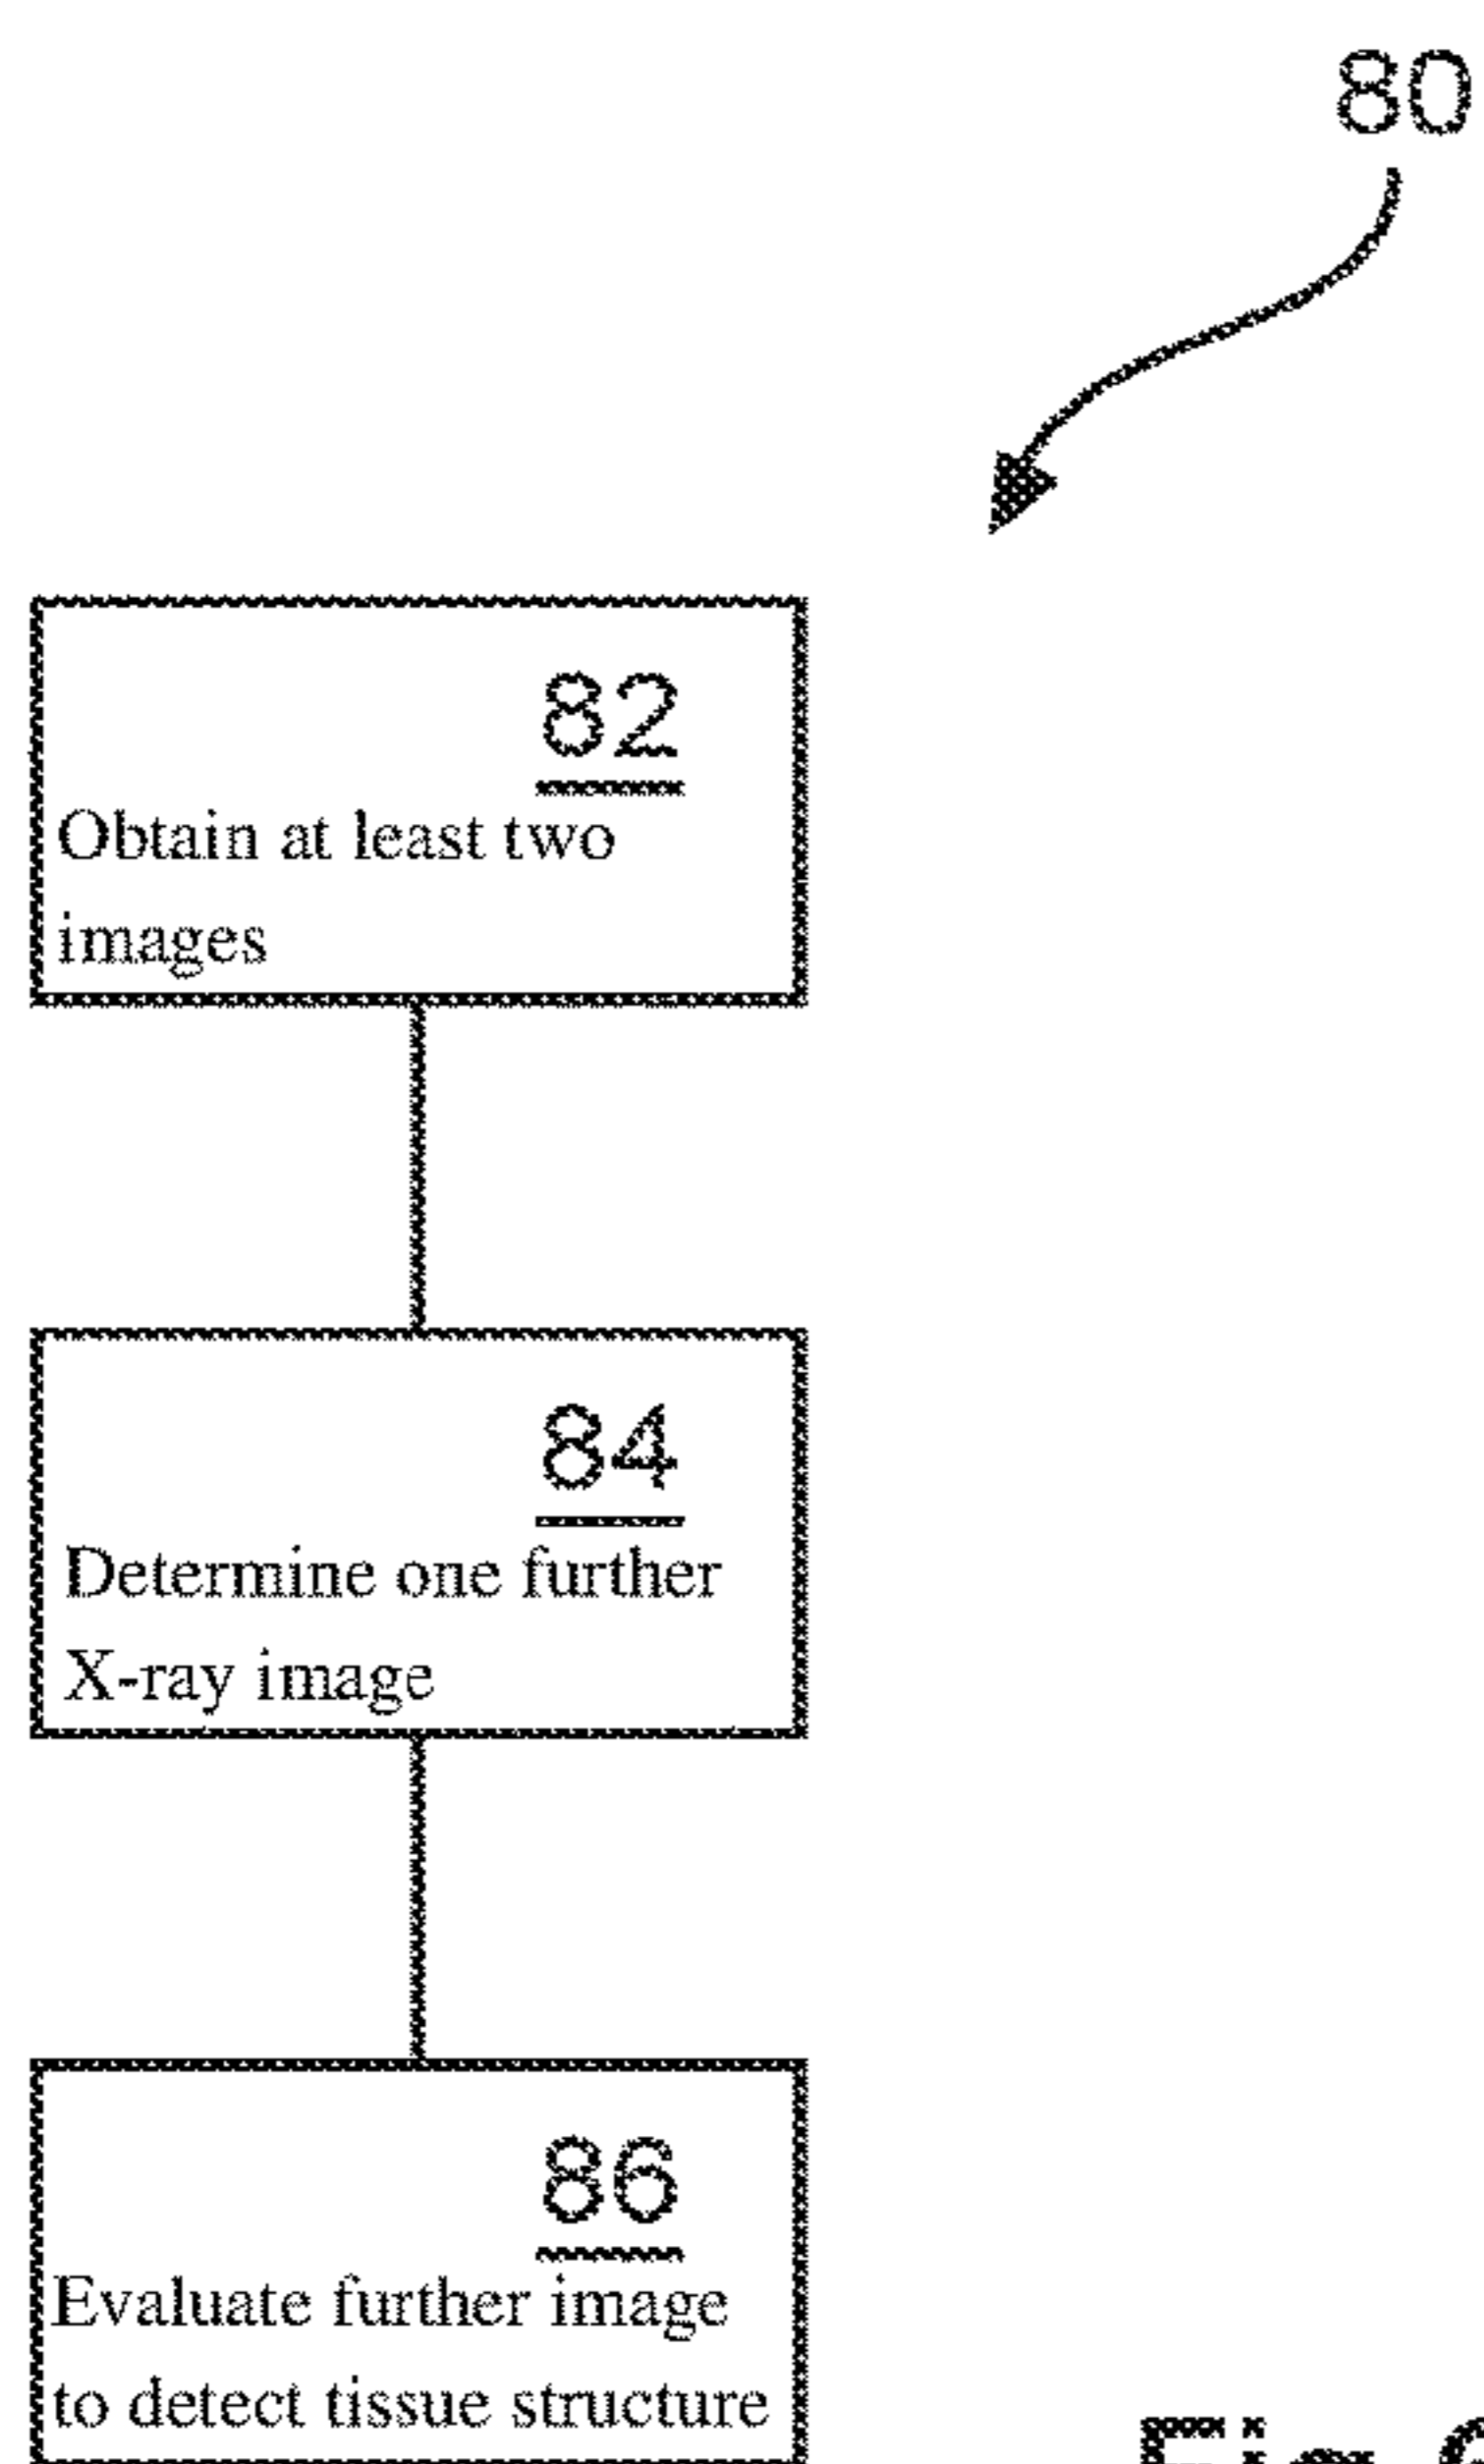 80
82
Obtain at least two
images
84
Determine one further
X-ray image
86
Evaluate further image
to detect tissue structure